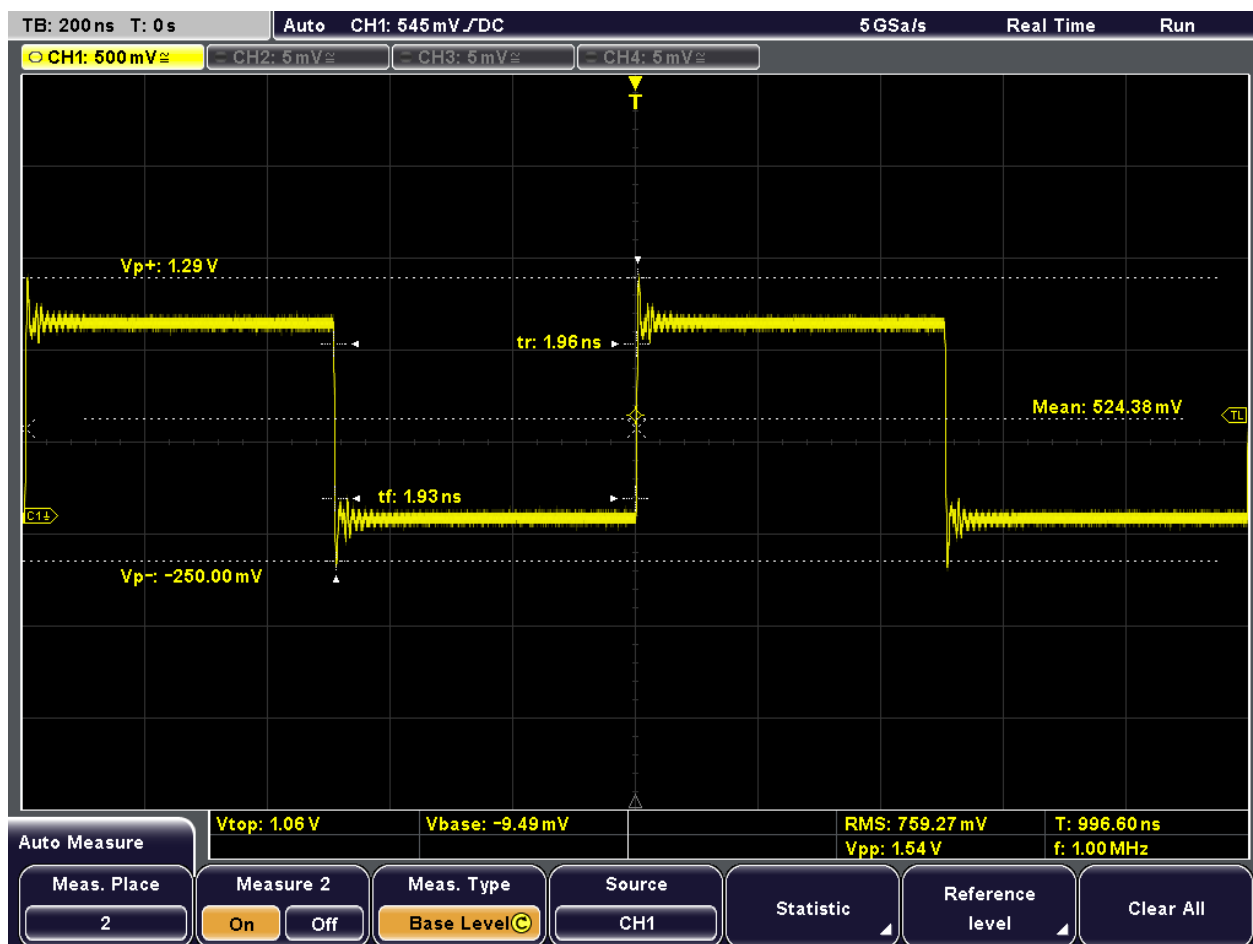 TB: 200 ns T: 0 s Auto CH1: 545 mV DC 5 GSa/s Real Time Run
CH1: 500 mV ≅ CH2: 5 mV ≅ CH3: 5 mV ≅ CH4: 5 mV ≅
T
Vp+: 1.29 V
tr: 1.96 ns
Mean: 524.38 mV
TL
tf: 1.93 ns
C1
Vp-: -250.00 mV
Vtop: 1.06 V Vbase: -9.49 mV RMS: 759.27 mV T: 996.60 ns
Auto Measure
Vpp: 1.54 V f: 1.00 MHz
Meas. Place Measure 2 Meas. Type Source Statistic Reference level Clear All
2 On Off Base Level C CH1